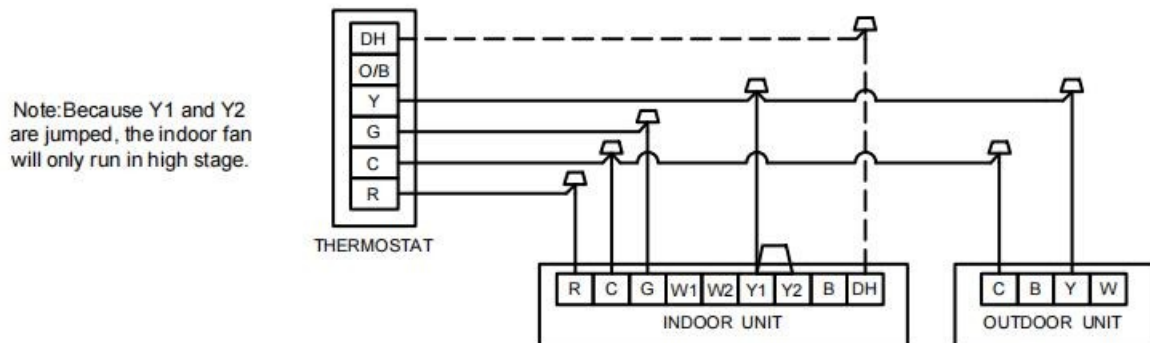 DH
O/B
Y
G
C
R
THERMOSTAT
Note:Because Y1 and Y2
are jumped, the indoor fan
will only run in high stage.
R C G W1 W2 Y1 Y2 B DH
INDOOR UNIT
C B Y W
OUTDOOR UNIT